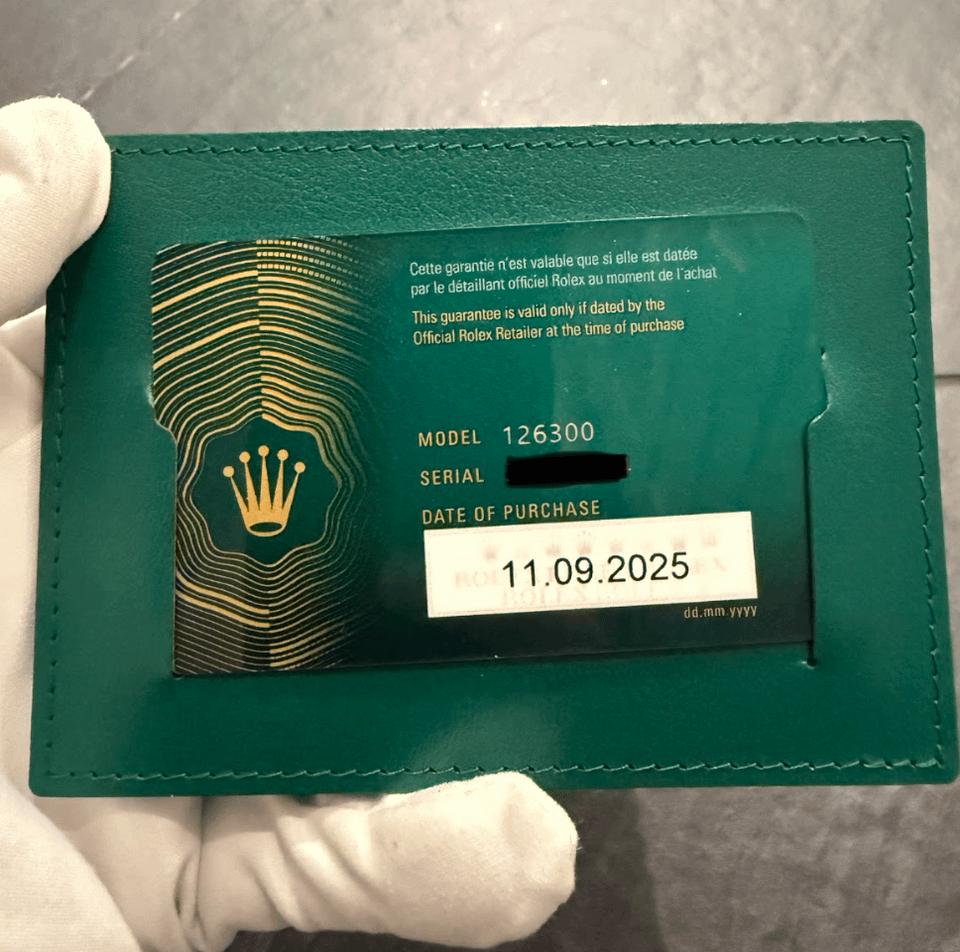 Cette garantie n'est valable que si elle est datée
par le détaillant officiel Rolex au moment de l'achat
This guarantee is valid only if dated by the
Official Rolex Retailer at the time of purchase
MODEL 126300
SERIAL
DATE OF PURCHASE
11.09.2025
ROLEX
dd.mm.yyyy